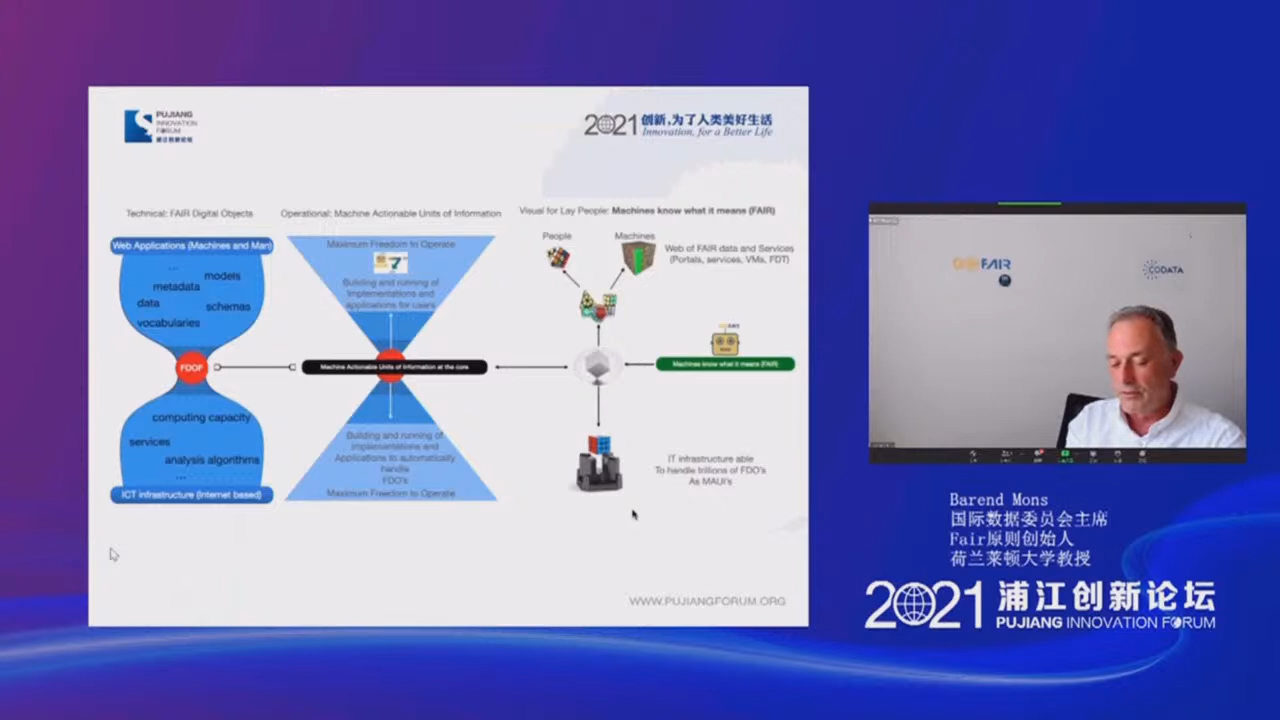 PUJIANG
INNOVATION
FORUM
浦江创新论坛
2021 创新,为了人类美好生活
Innovation, for a Better Life
Technical: FAIR Digital Objects
Operational: Machine Actionable Units of Information
Visual for Lay People: Machines know what it means (FAIR)
Web Applications (Machines and Man)
...
models
metadata
data
schemas
vocabularies
FDOF
computing capacity
services
analysis algorithms
...
ICT infrastructure (Internet based)
Maximum Freedom to Operate
Building and running of
Implementations and
applications for users
Machine Actionable Units of Information at the core
Building and running of
Implementations and
Applications to automatically
handle
FDO's
Maximum Freedom to Operate
People
Machines
Web of FAIR data and Services
(Portals, services, VMs, FDT)
Machines know what it means (FAIR)
IT infrastructure able
To handle trillions of FDO's
As MAUI's
WWW.PUJIANGFORUM.ORG
GO FAIR
CODATA
Barend Mons
国际数据委员会主席
Fair原则创始人
荷兰莱顿大学教授
2021 浦江创新论坛
PUJIANG INNOVATION FORUM